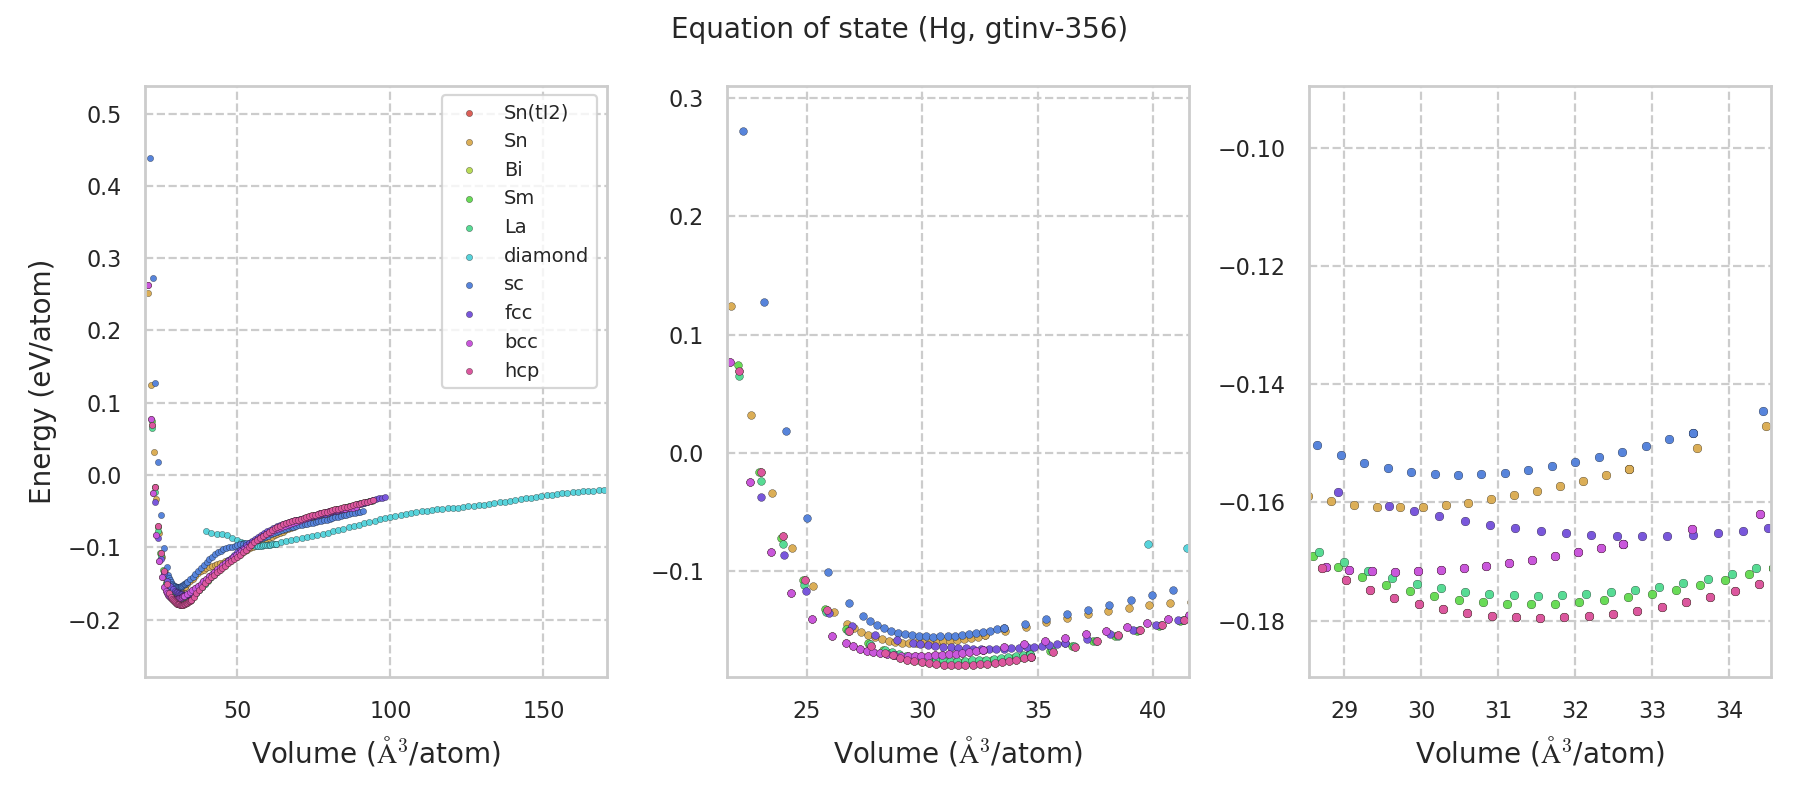 Equation of state (Hg, gtinv-356)
Energy (eV/atom)
0.5
0.4
0.3
0.2
0.1
0.0
−0.1
−0.2
50
100
150
Volume (Å³/atom)
Sn(tI2)
Sn
Bi
Sm
La
diamond
sc
fcc
bcc
hcp
0.3
0.2
0.1
0.0
−0.1
25
30
35
40
Volume (Å³/atom)
−0.10
−0.12
−0.14
−0.16
−0.18
29
30
31
32
33
34
Volume (Å³/atom)